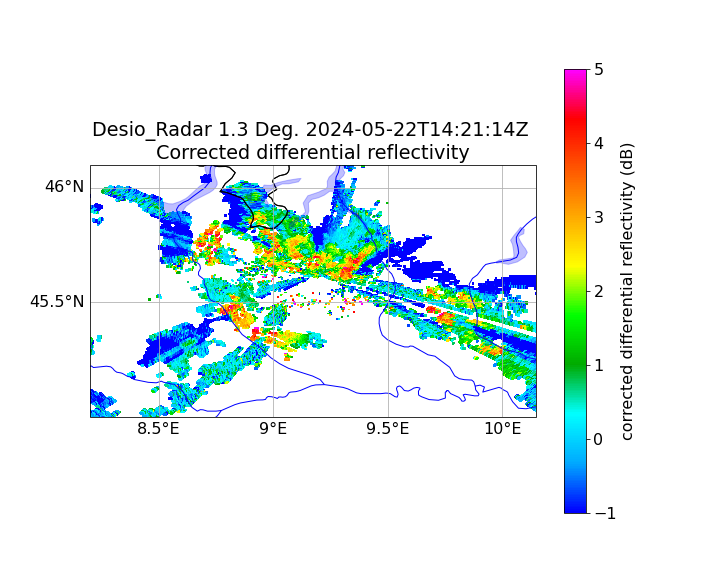 Desio_Radar 1.3 Deg. 2024-05-22T14:21:14Z
Corrected differential reflectivity
46°N
45.5°N
8.5°E 9°E 9.5°E 10°E
5
4
3
2
1
0
−1
corrected differential reflectivity (dB)